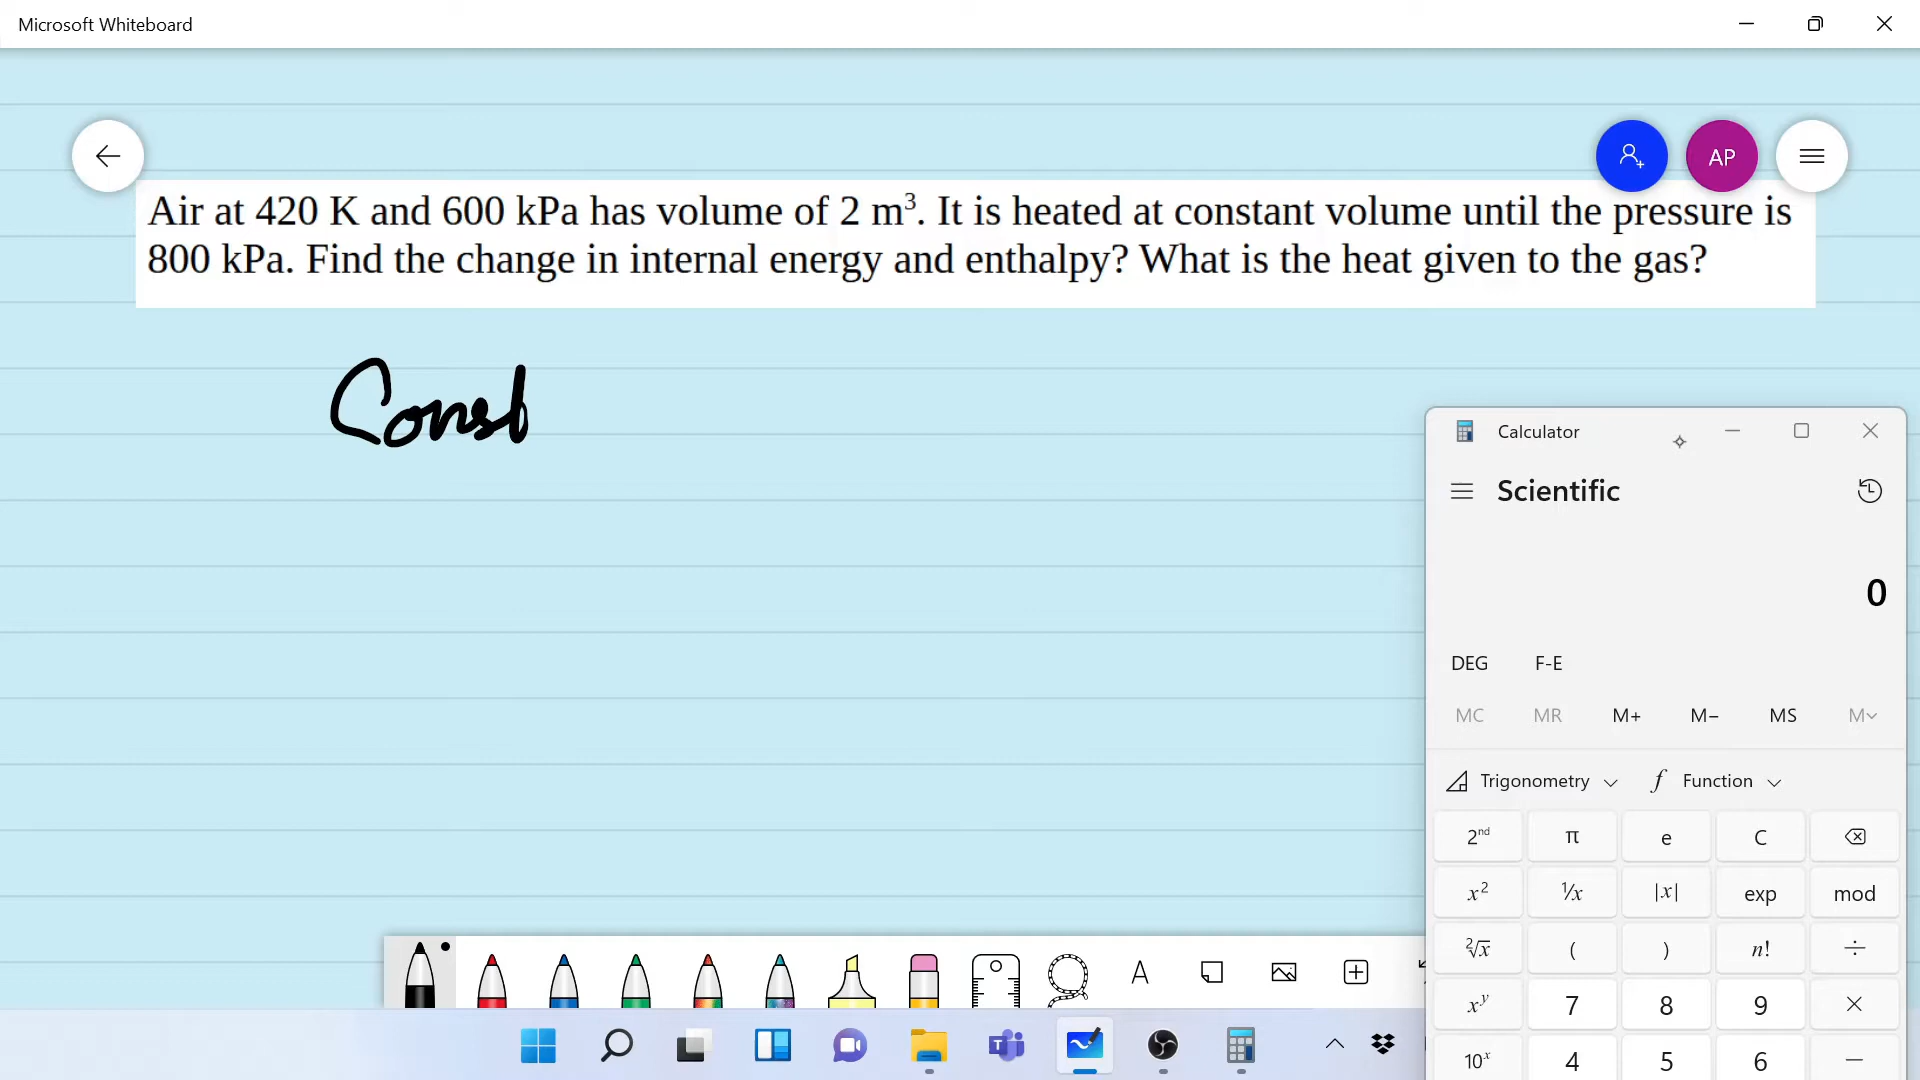 Microsoft Whiteboard
AP
Air at 420 K and 600 kPa has volume of 2 m³. It is heated at constant volume until the pressure is
800 kPa. Find the change in internal energy and enthalpy? What is the heat given to the gas?
Const
Calculator
Scientific
0
DEG F-E
MC MR M+ M− MS M
Trigonometry f Function
2ⁿᵈ π e C
x² ¹/x |x| exp mod
²√x ( ) n! ÷
xʸ 7 8 9 ×
10ˣ 4 5 6 −
A
T